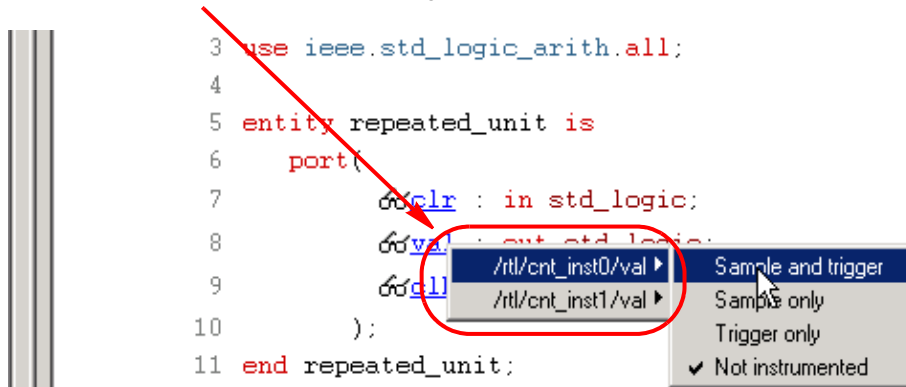 3 use ieee.std_logic_arith.all;
4
5 entity repeated_unit is
6 port(
7 clr : in std_logic;
8 val : out std_logic;
/rtl/cnt_inst0/val Sample and trigger
9 /rtl/cnt_inst1/val Sample only
10 ); Trigger only
11 end repeated_unit; ✔ Not instrumented